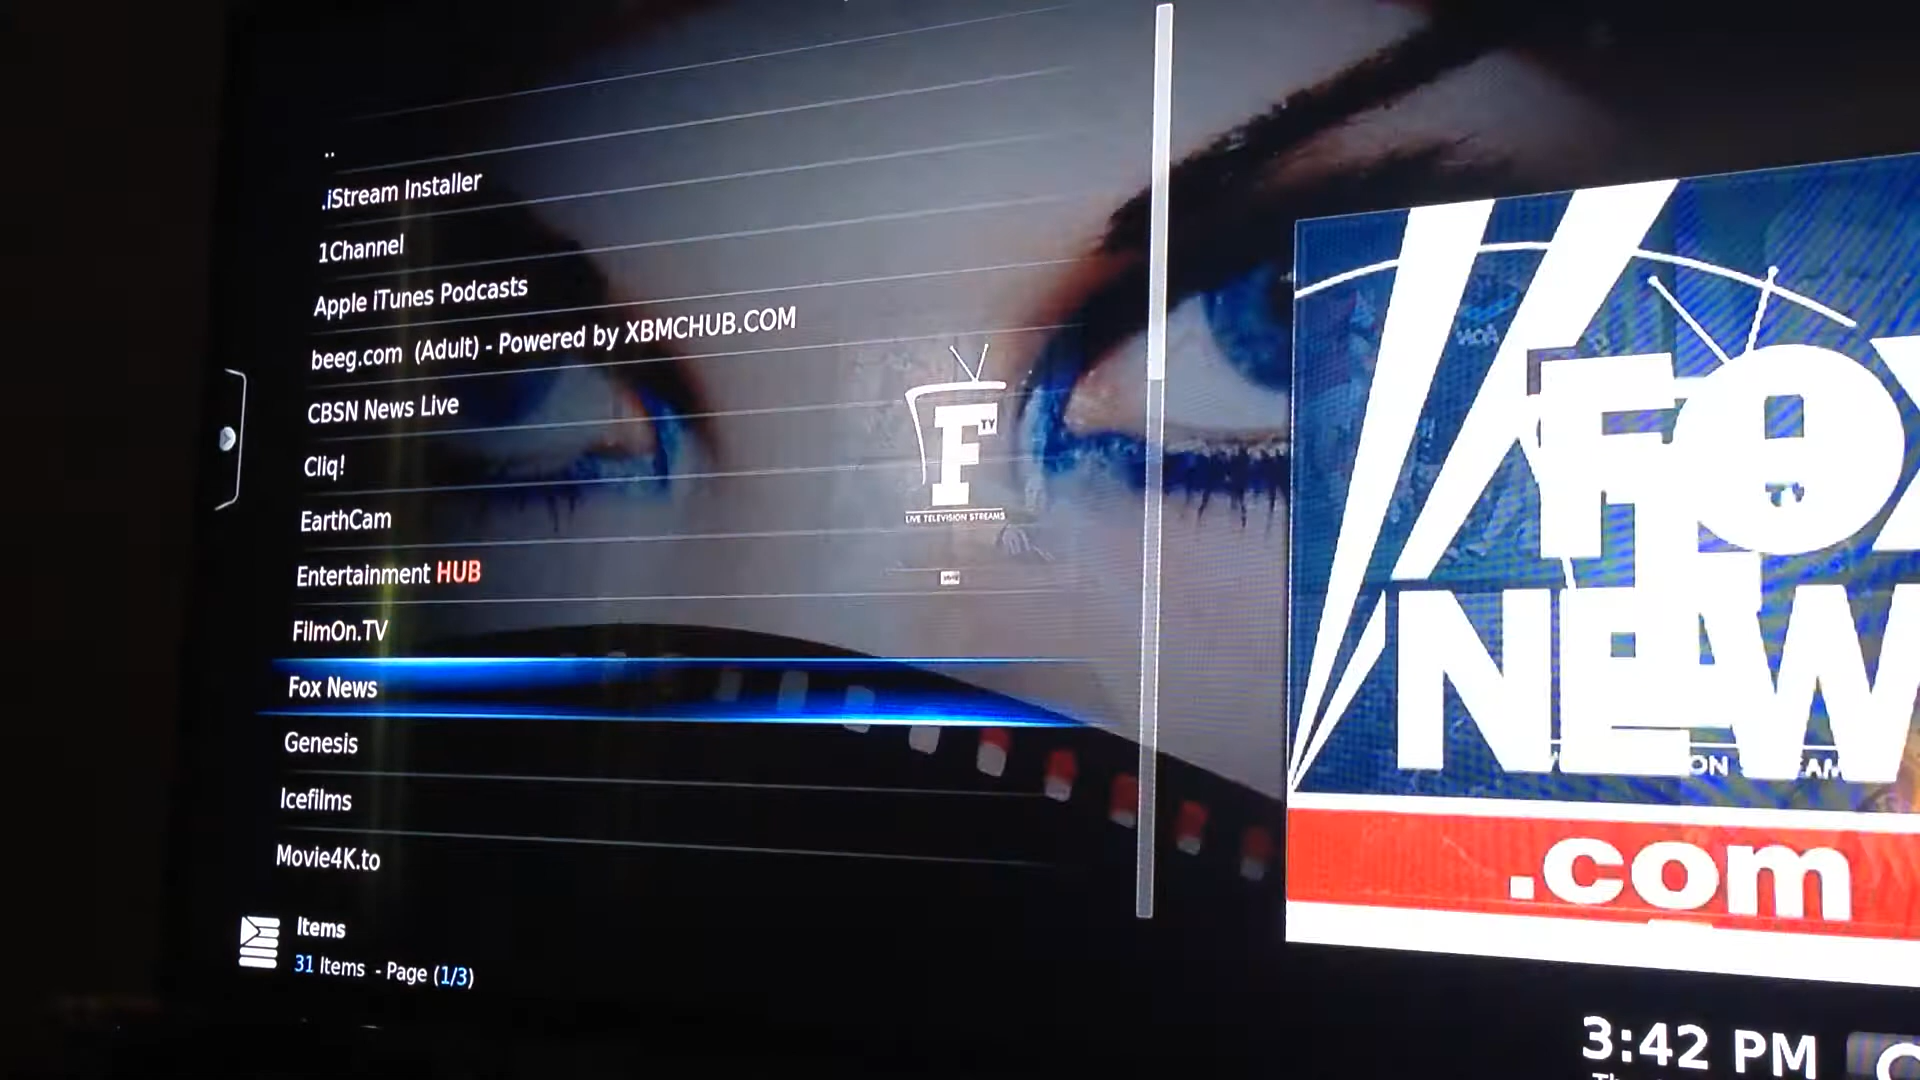 ..
.iStream Installer
1Channel
Apple iTunes Podcasts
beeg.com (Adult) - Powered by XBMCHUB.COM
CBSN News Live
Cliq!
EarthCam
Entertainment HUB
FilmOn.TV
Fox News
Genesis
Icefilms
Movie4K.to
Items
31 Items - Page (1/3)
F TV
LIVE TELEVISION STREAMS
FOX
NEW
.com
3:42 PM